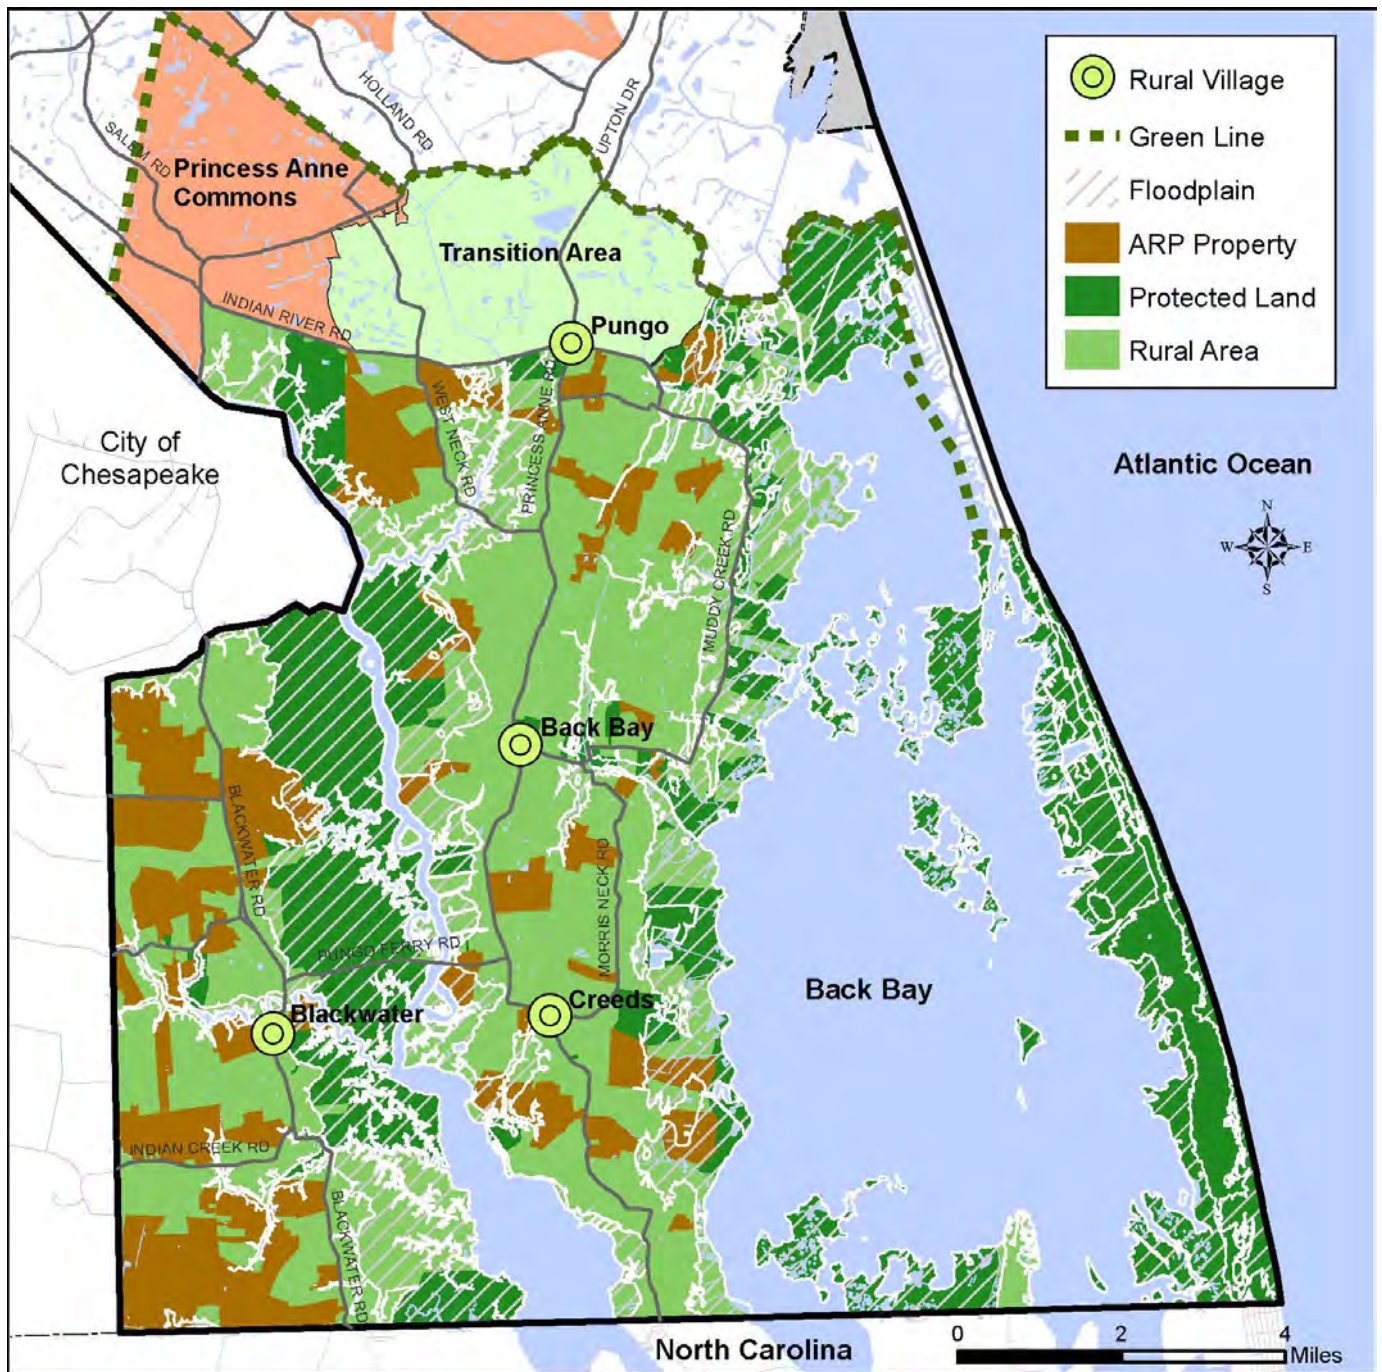 Rural Village
Green Line
Floodplain
ARP Property
Protected Land
Rural Area
HOLLAND RD
UPTON DR
SALEM RD
Princess Anne
Commons
Transition Area
INDIAN RIVER RD
Pungo
WEST NECK RD
PRINCESS ANNE RD
City of
Chesapeake
Atlantic Ocean
N
W
E
S
MUDDY CREEK RD
Back Bay
BLACKWATER RD
MORRIS NECK RD
PUNGO FERRY RD
Creeds
Back Bay
Blackwater
INDIAN CREEK RD
BLACKWATER RD
North Carolina
0
2
4
Miles